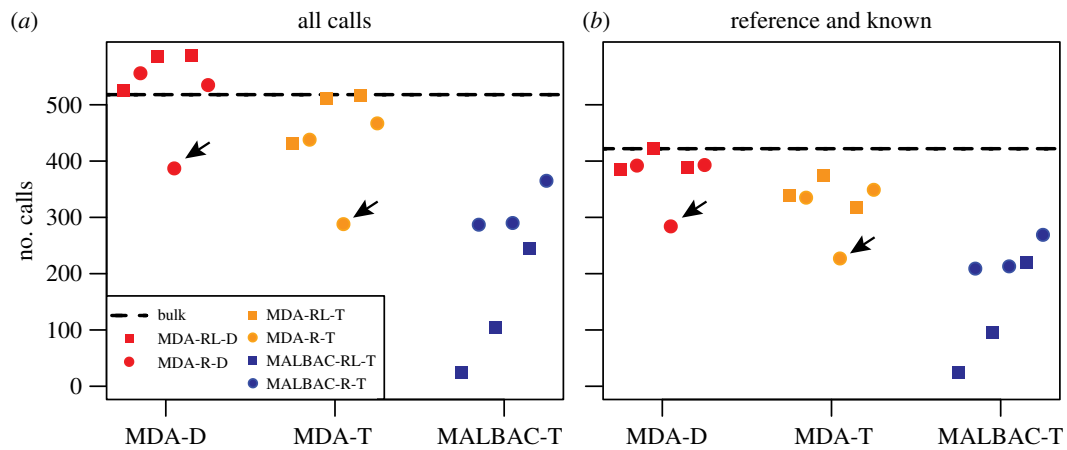 (a) all calls
(b) reference and known
no. calls
500
400
300
200
100
0
bulk
MDA-RL-D
MDA-R-D
MDA-RL-T
MDA-R-T
MALBAC-RL-T
MALBAC-R-T
MDA-D MDA-T MALBAC-T
MDA-D MDA-T MALBAC-T